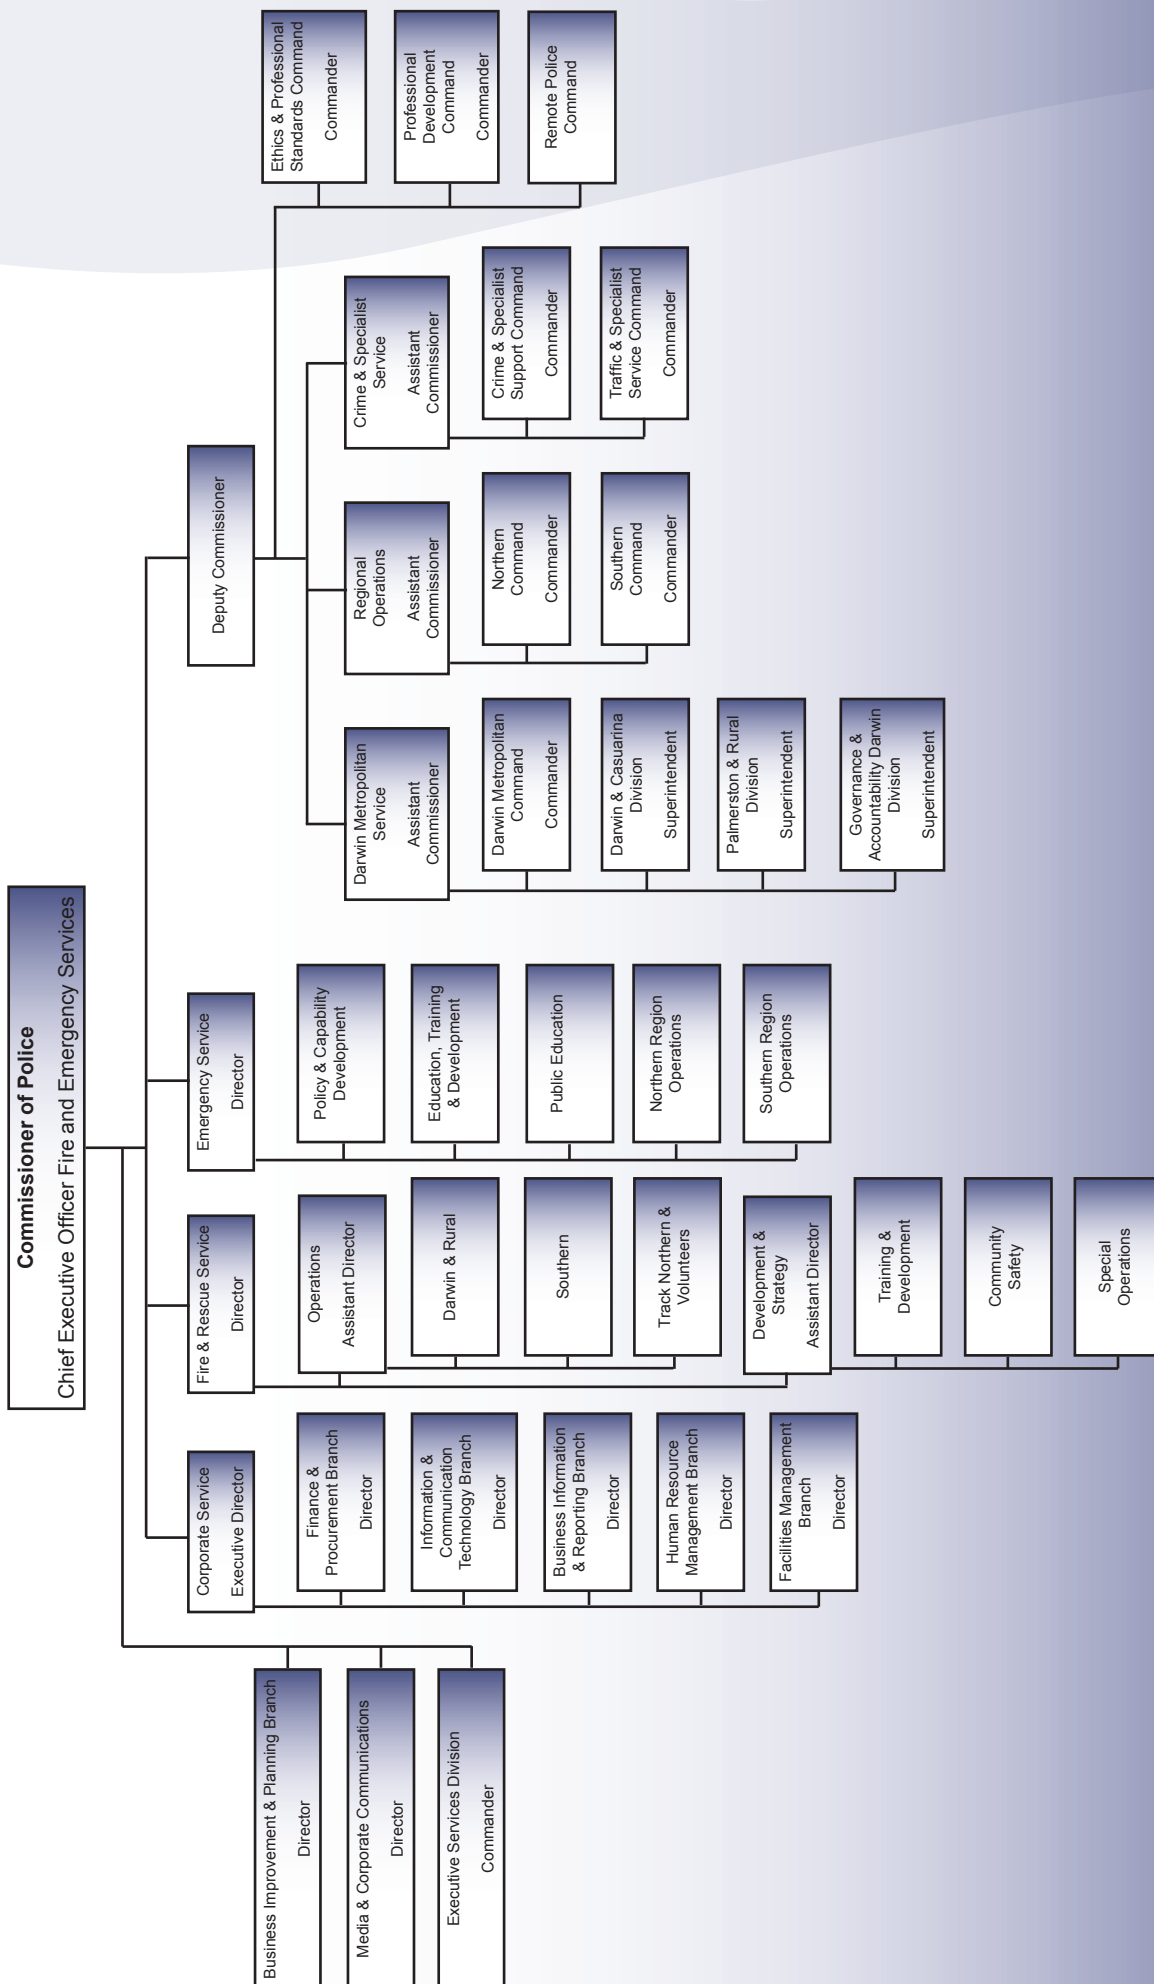 Commissioner of Police
Chief Executive Officer Fire and Emergency Services
Business Improvement & Planning Branch
Director
Media & Corporate Communications
Director
Executive Services Division
Commander
Corporate Service
Executive Director
Finance &
Procurement Branch
Director
Information &
Communication
Technology Branch
Director
Business Information
& Reporting Branch
Director
Human Resource
Management Branch
Director
Facilities Management
Branch
Director
Fire & Rescue Service
Director
Operations
Assistant Director
Darwin & Rural
Southern
Track Northern &
Volunteers
Development &
Strategy
Assistant Director
Training &
Development
Community
Safety
Special
Operations
Emergency Service
Director
Policy & Capability
Development
Education, Training
& Development
Public Education
Northern Region
Operations
Southern Region
Operations
Deputy Commissioner
Darwin Metropolitan
Service
Assistant
Commissioner
Darwin Metropolitan
Command
Commander
Darwin & Casuarina
Division
Superintendent
Palmerston & Rural
Division
Superintendent
Governance &
Accountability Darwin
Division
Superintendent
Regional
Operations
Assistant
Commissioner
Northern
Command
Commander
Southern
Command
Commander
Crime & Specialist
Service
Assistant
Commissioner
Crime & Specialist
Support Command
Commander
Traffic & Specialist
Service Command
Commander
Ethics & Professional
Standards Command
Commander
Professional
Development
Command
Commander
Remote Police
Command